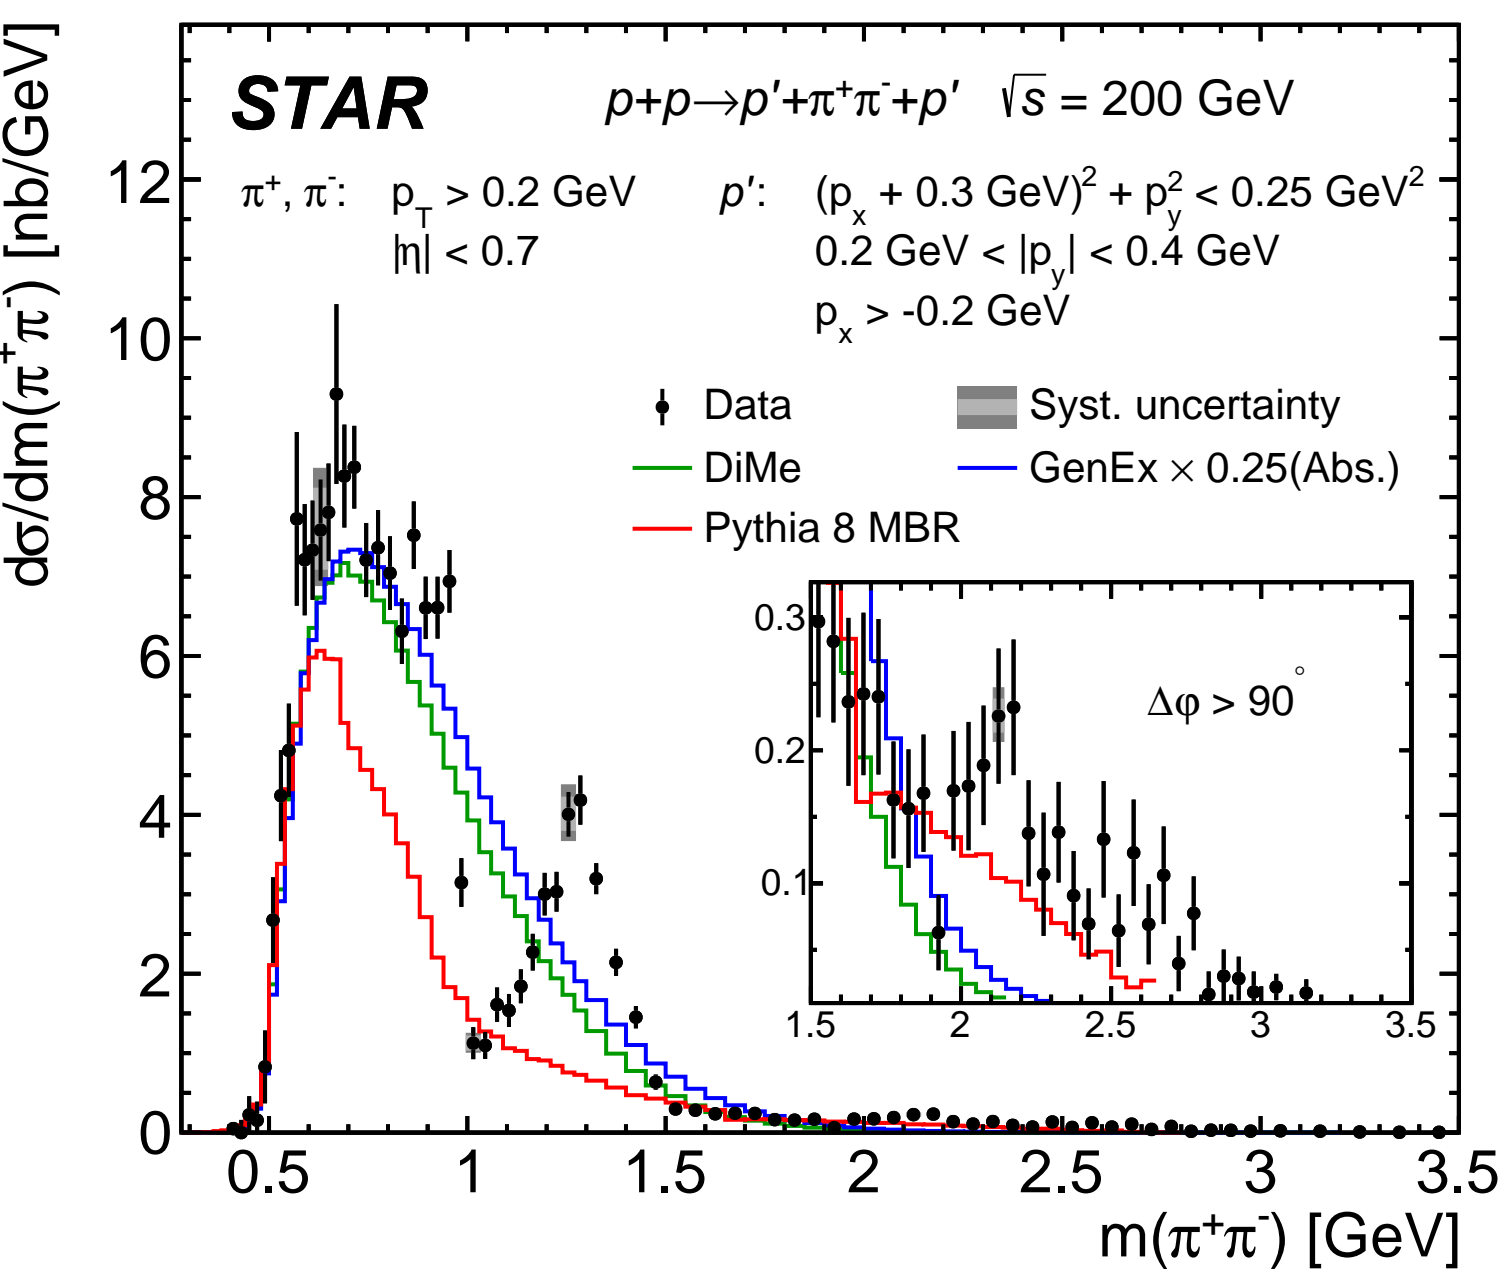 dσ/dm(π⁺π⁻) [nb/GeV]
STAR p+p→p′+π⁺π⁻+p′ √s = 200 GeV
π⁺, π⁻: p_T > 0.2 GeV p′: (p_x + 0.3 GeV)² + p_y² < 0.25 GeV²
|η| < 0.7 0.2 GeV < |p_y| < 0.4 GeV
p_x > -0.2 GeV
Data Syst. uncertainty
DiMe GenEx × 0.25(Abs.)
Pythia 8 MBR
12
10
8
6
4
2
0
0.3
0.2
0.1
Δφ > 90°
1.5 2 2.5 3 3.5
0.5 1 1.5 2 2.5 3 3.5
m(π⁺π⁻) [GeV]